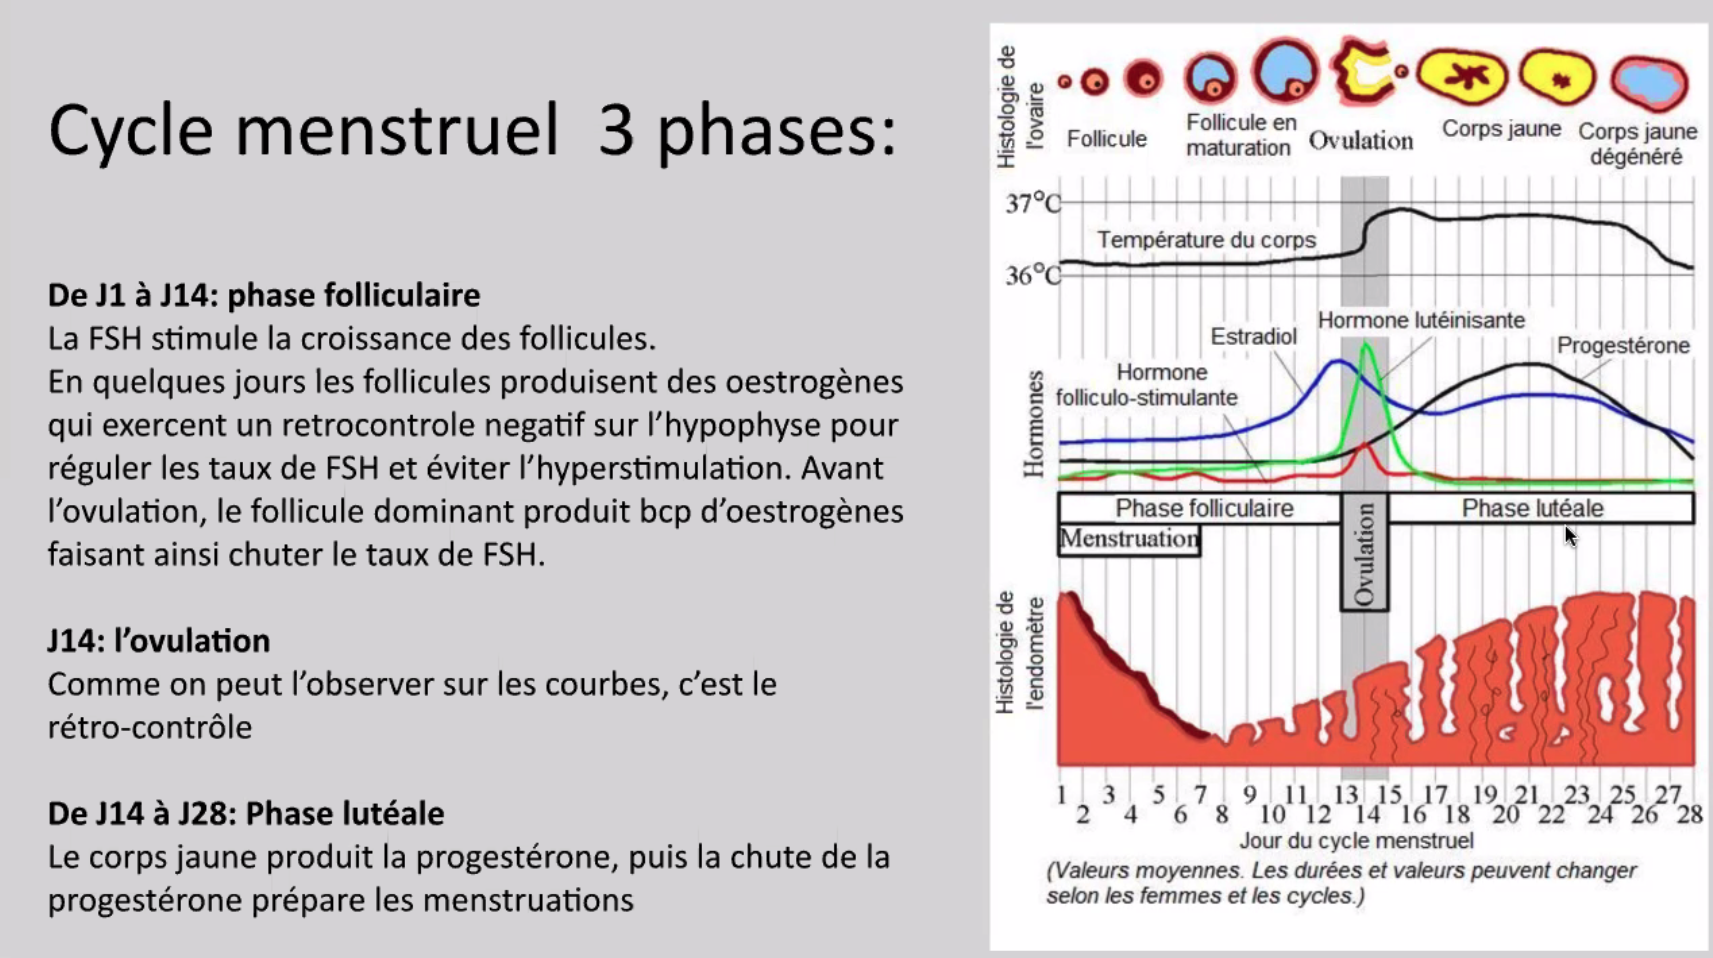 Cycle menstruel 3 phases:
De J1 à J14: phase folliculaire
La FSH stimule la croissance des follicules.
En quelques jours les follicules produisent des oestrogènes
qui exercent un retrocontrole negatif sur l'hypophyse pour
réguler les taux de FSH et éviter l'hyperstimulation. Avant
l'ovulation, le follicule dominant produit bcp d'oestrogènes
faisant ainsi chuter le taux de FSH.
J14: l'ovulation
Comme on peut l'observer sur les courbes, c'est le
rétro-contrôle
De J14 à J28: Phase lutéale
Le corps jaune produit la progestérone, puis la chute de la
progestérone prépare les menstruations
Histologie de
l'ovaire
Follicule
Follicule en
maturation
Ovulation
Corps jaune
Corps jaune
dégénéré
37°C
Température du corps
36°C
Hormones
Hormone lutéinisante
Estradiol
Progestérone
Hormone
folliculo-stimulante
Phase folliculaire
Ovulation
Phase lutéale
Menstruation
Histologie de
l'endomètre
1 3 5 7 9 11 13 15 17 19 21 23 25 27
2 4 6 8 10 12 14 16 18 20 22 24 26 28
Jour du cycle menstruel
(Valeurs moyennes. Les durées et valeurs peuvent changer
selon les femmes et les cycles.)